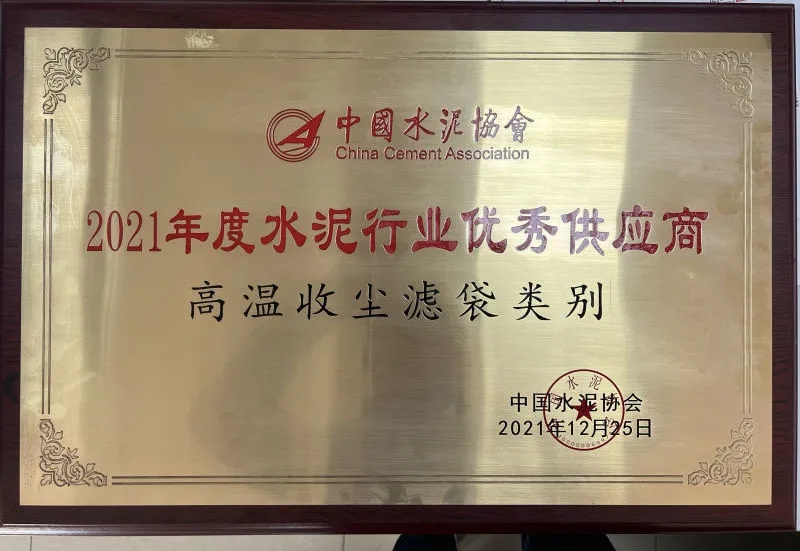 中國水泥協會
China Cement Association
2021年度水泥行业优秀供应商
高温收尘滤袋类别
中国水泥协会
2021年12月25日